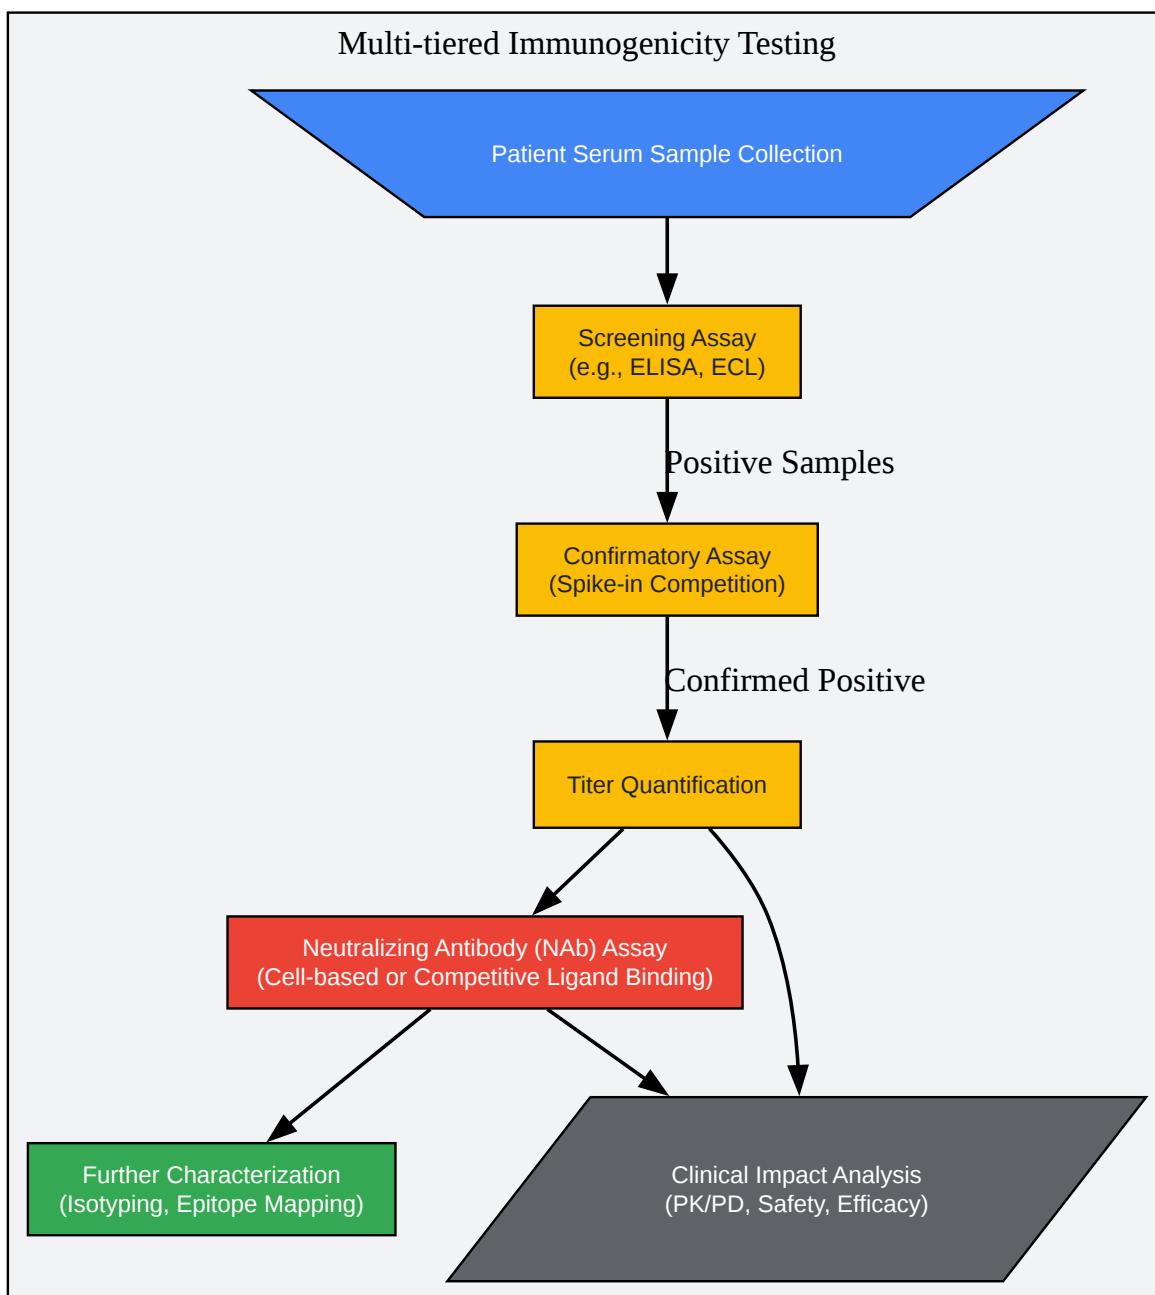 Multi-tiered Immunogenicity Testing
Patient Serum Sample Collection
Screening Assay
(e.g., ELISA, ECL)
Positive Samples
Confirmatory Assay
(Spike-in Competition)
Confirmed Positive
Titer Quantification
Neutralizing Antibody (NAb) Assay
(Cell-based or Competitive Ligand Binding)
Further Characterization
(Isotyping, Epitope Mapping)
Clinical Impact Analysis
(PK/PD, Safety, Efficacy)